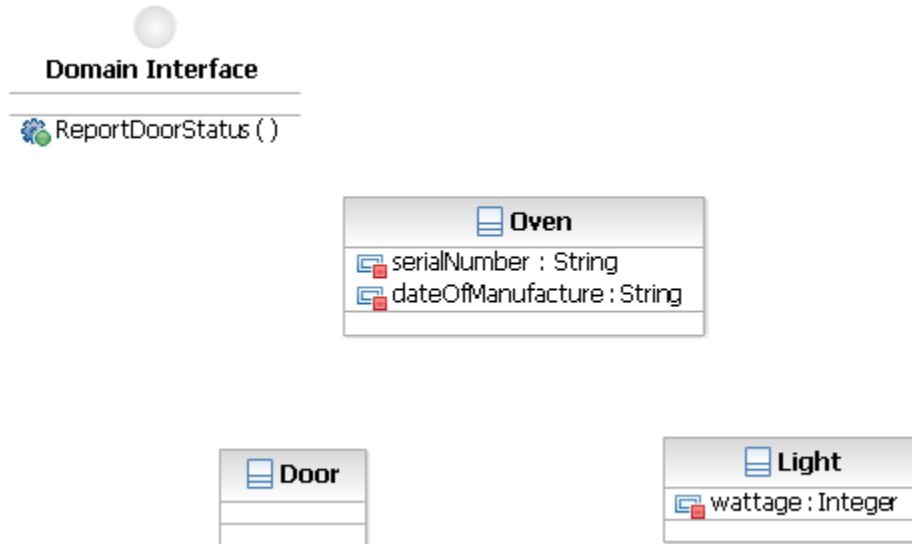 Domain Interface
ReportDoorStatus ( )
Oven
serialNumber : String
dateOfManufacture : String
Door
Light
wattage : Integer